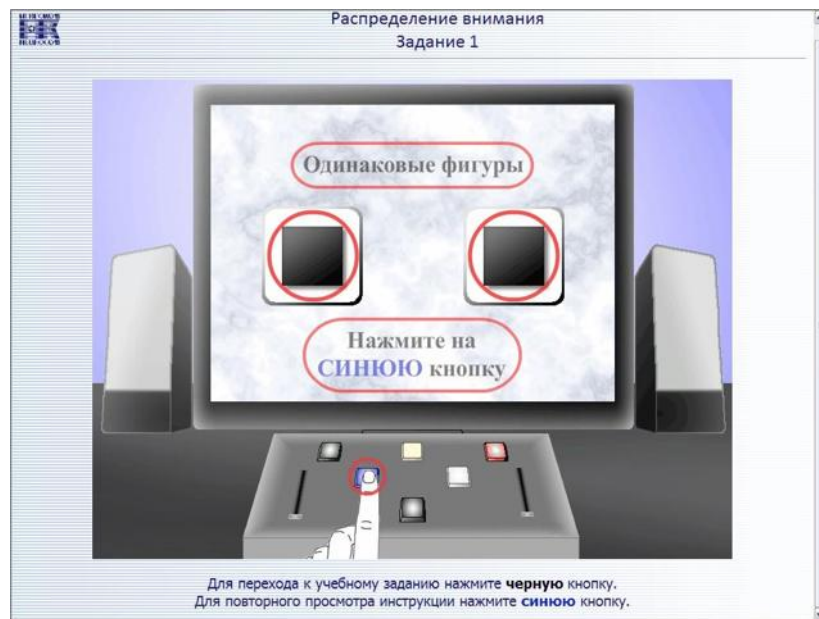 Распределение внимания
Задание 1
Одинаковые фигуры
Нажмите на
СИНЮЮ кнопку
Для перехода к учебному заданию нажмите черную кнопку.
Для повторного просмотра инструкции нажмите синюю кнопку.